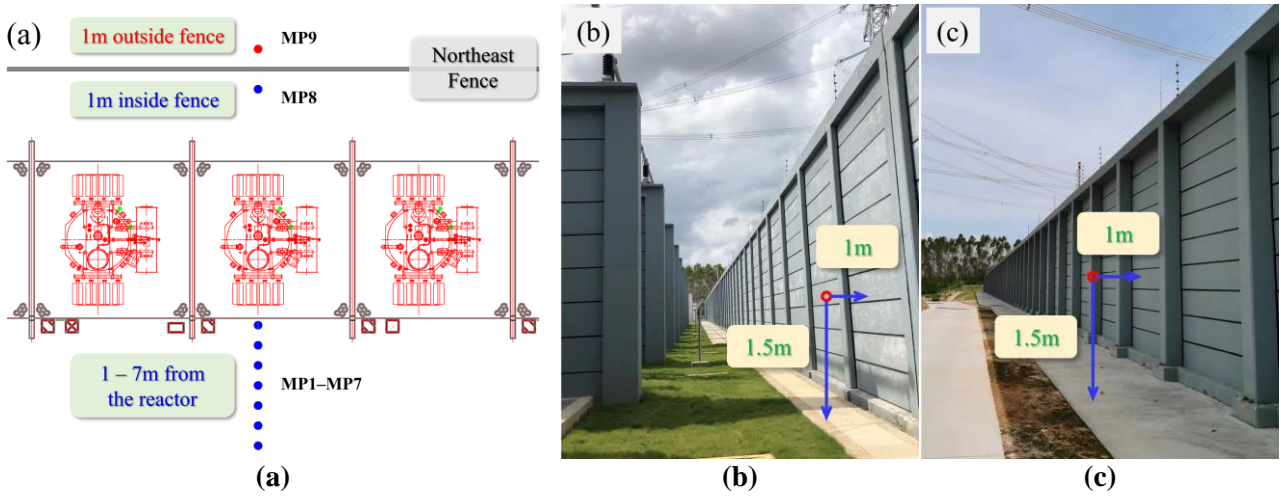 (a)
1m outside fence
MP9
Northeast
Fence
1m inside fence
MP8
1 – 7m from
the reactor
MP1–MP7
(a)
(b)
1m
1.5m
(b)
(c)
1m
1.5m
(c)